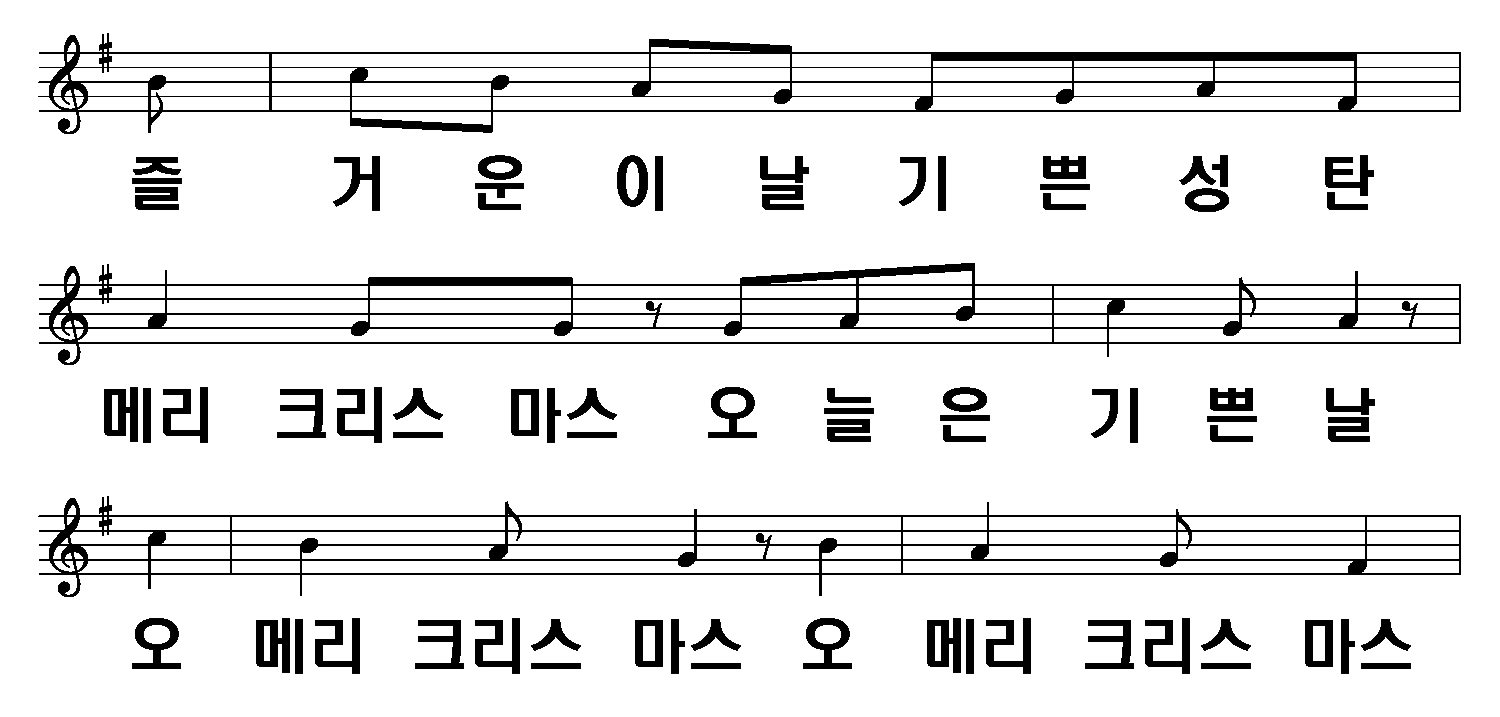 즐 거 운 이 날 기 쁜 성 탄
메리 크리스 마스 오 늘 은 기 쁜 날
오 메리 크리스 마스 오 메리 크리스 마스